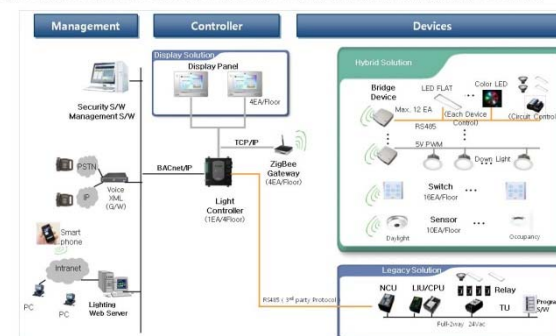 Management
Controller
Devices
Display Solution
Display Panel
4EA/Floor
Security S/W
Management S/W
TCP/IP
BACnet/IP
ZigBee
Gateway
(4EA/Floor)
PSTN
IP
Voice
XML
(G/W)
Light
Controller
(1EA/4Floor)
Smart
phone
Intranet
PC
PC
Lighting
Web Server
RS485 ( 3rd party Protocol )
Hybrid Solution
Bridge
Device
LED FLAT
Color LED
Max. 12 EA
(Each Device
Control)
(Circuit Control
RS485
5V PWM
Down Light
Switch
16EA/Floor
Sensor
10EA/Floor
Daylight
Occupancy
Legacy Solution
NCU
LIU/CPU
Relay
TU
Progra
S/W
Full-2way 24Vac